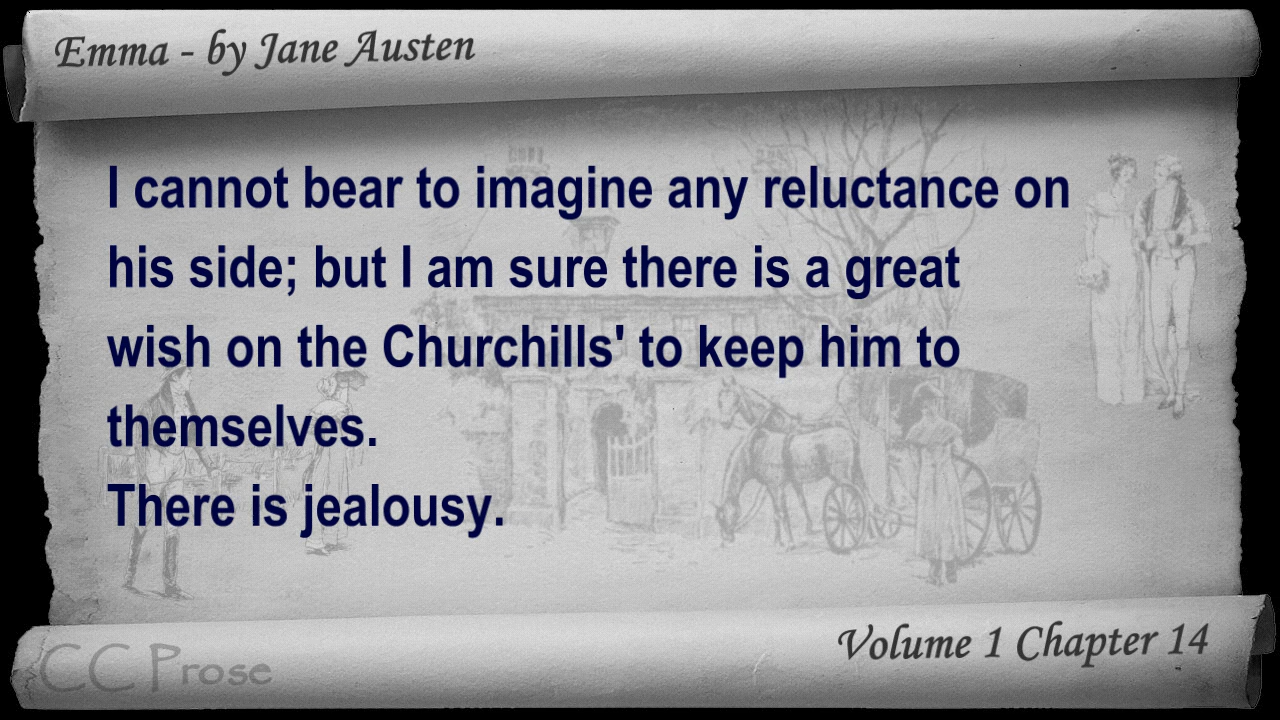 Emma - by Jane Austen
I cannot bear to imagine any reluctance on
his side; but I am sure there is a great
wish on the Churchills' to keep him to
themselves.
There is jealousy.
Volume 1 Chapter 14
CC Prose